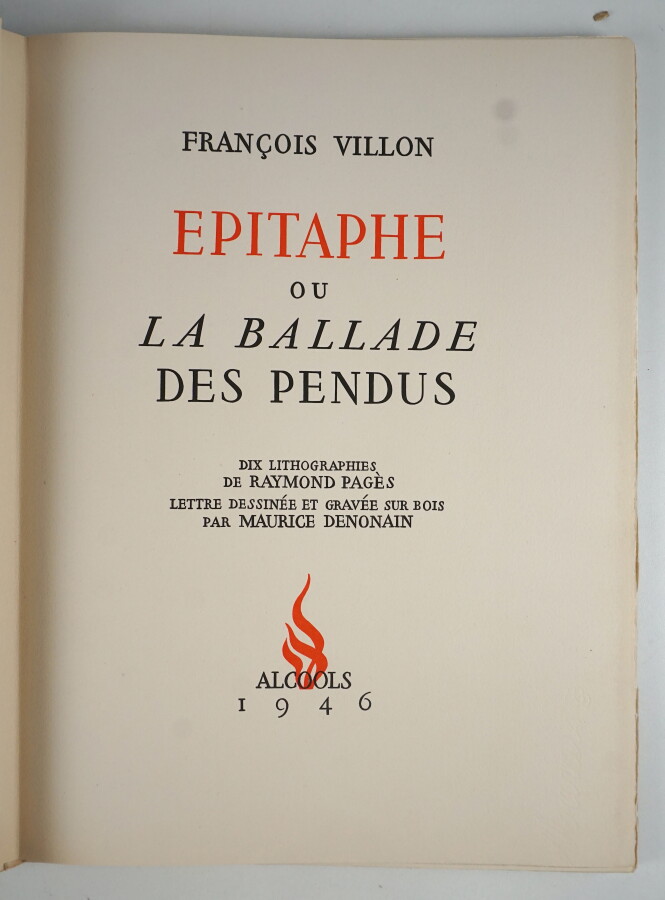 FRANÇOIS VILLON
EPITAPHE
OU
LA BALLADE
DES PENDUS
DIX LITHOGRAPHIES
DE RAYMOND PAGÈS
LETTRE DESSINÉE ET GRAVÉE SUR BOIS
PAR MAURICE DENONAIN
ALCOOLS
1946